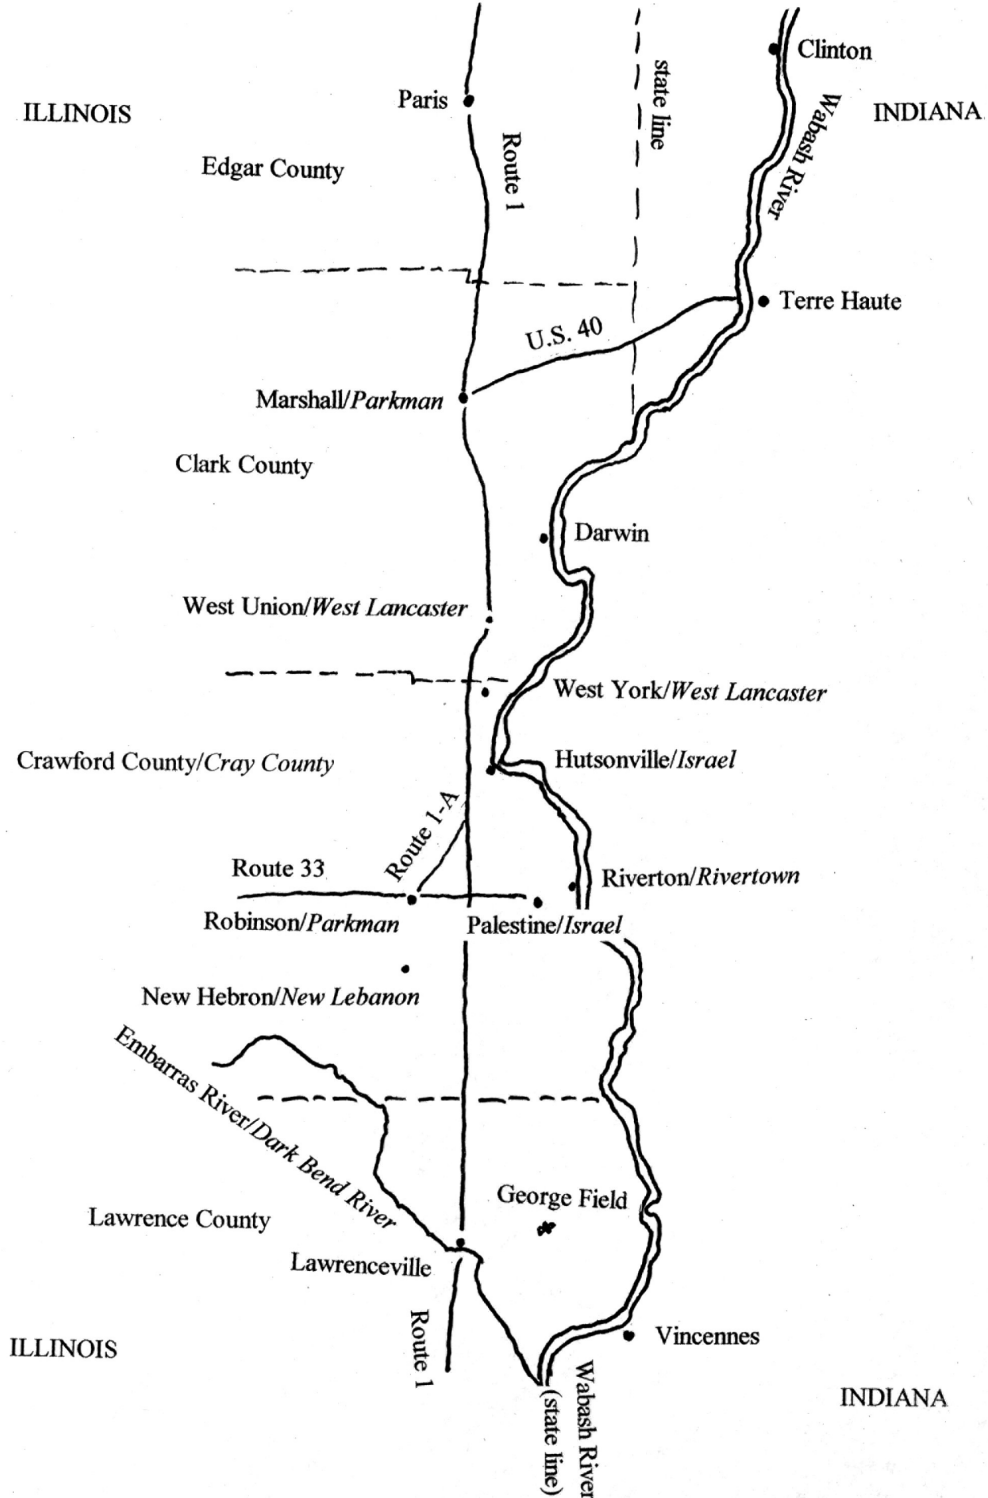 Clinton
Paris
ILLINOIS
state line
Wabash River
INDIANA
Route 1
Edgar County
Terre Haute
U.S. 40
Marshall/Parkman
Clark County
Darwin
West Union/West Lancaster
West York/West Lancaster
Crawford County/Cray County
Hutsonville/Israel
Route 1-A
Route 33
Riverton/Rivertown
Robinson/Parkman
Palestine/Israel
New Hebron/New Lebanon
Embarras River/Dark Bend River
George Field
Lawrence County
Lawrenceville
Route 1
Vincennes
ILLINOIS
Wabash River
(state line)
INDIANA